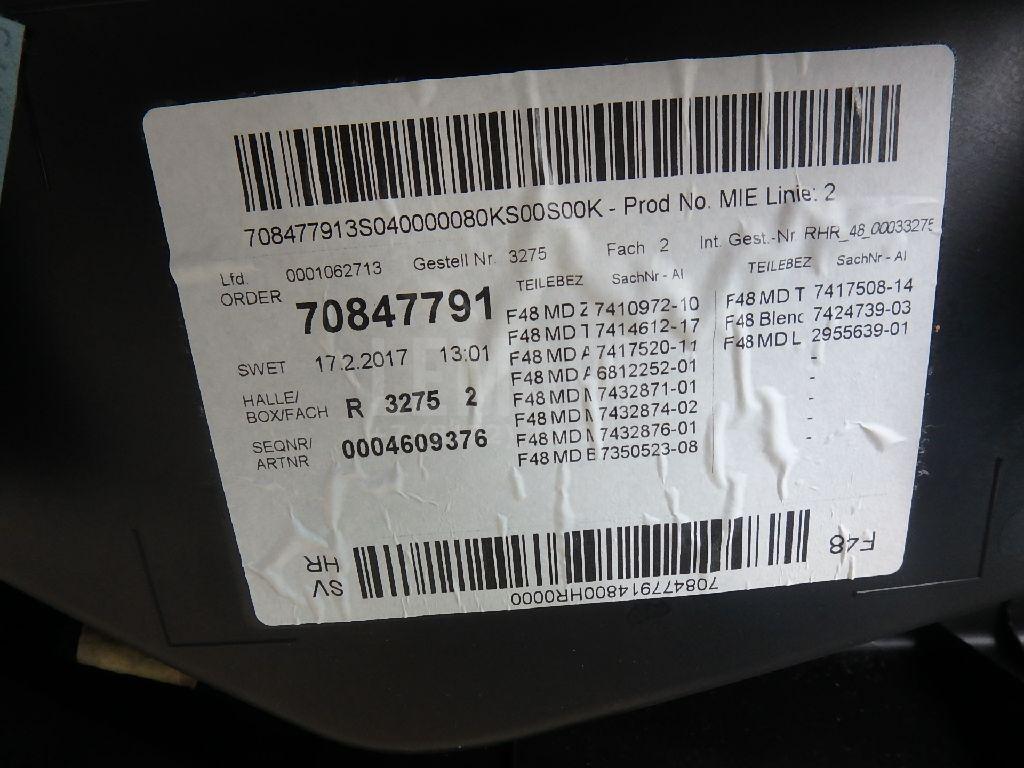 708477913S040000080KS00S00K - Prod No. MIE Linie: 2
Lfd. 0001062713 Gestell Nr. 3275 Fach 2 Int. Gest.-Nr RHR_48_00033275
ORDER 70847791
TEILEBEZ SachNr - AI
F48 MD Z 7410972-10
F48 MD T 7414612-17
F48 MD A 7417520-11
F48 MD A 6812252-01
F48 MD M 7432871-01
F48 MD M 7432874-02
F48 MD M 7432876-01
F48 MD B 7350523-08
TEILEBEZ SachNr - AI
F48 MD T 7417508-14
F48 Blenc 7424739-03
F48 MD L 2955639-01
-
-
-
-
-
SWET 17.2.2017 13:01
HALLE/
BOX/FACH R 3275 2
SEQNR/
ARTNR 0004609376
SV
HR
708477914800HR0000
F48